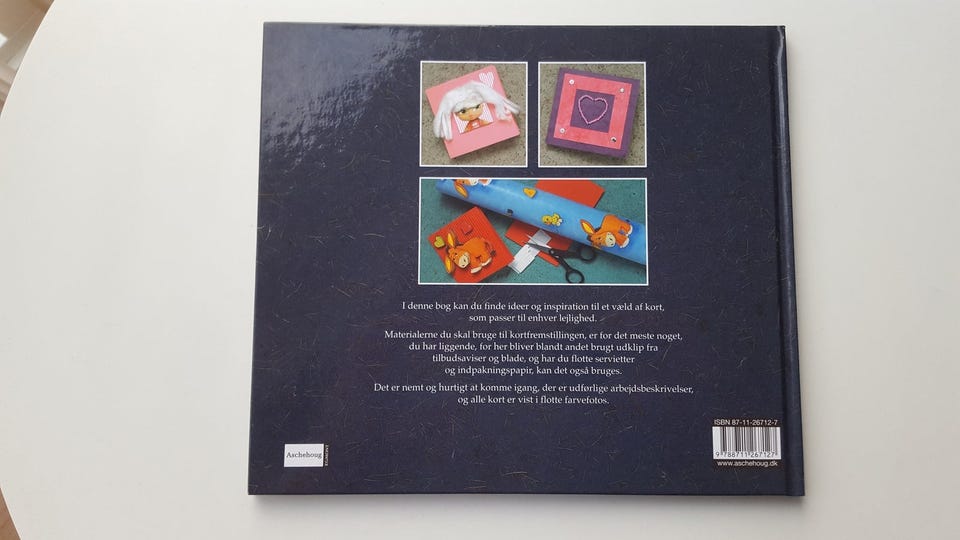 I denne bog kan du finde ideer og inspiration til et væld af kort,
som passer til enhver lejlighed.
Materialerne du skal bruge til kortfremstillingen, er for det meste noget,
du har liggende, for her bliver blandt andet brugt udklip fra
tilbudsaviser og blade, og har du flotte servietter
og indpakningspapir, kan det også bruges.
Det er nemt og hurtigt at komme igang, der er udførlige arbejdsbeskrivelser,
og alle kort er vist i flotte farvefotos.
Aschehoug
ISBN 87-11-26712-7
9 788711 267127
www.aschehoug.dk